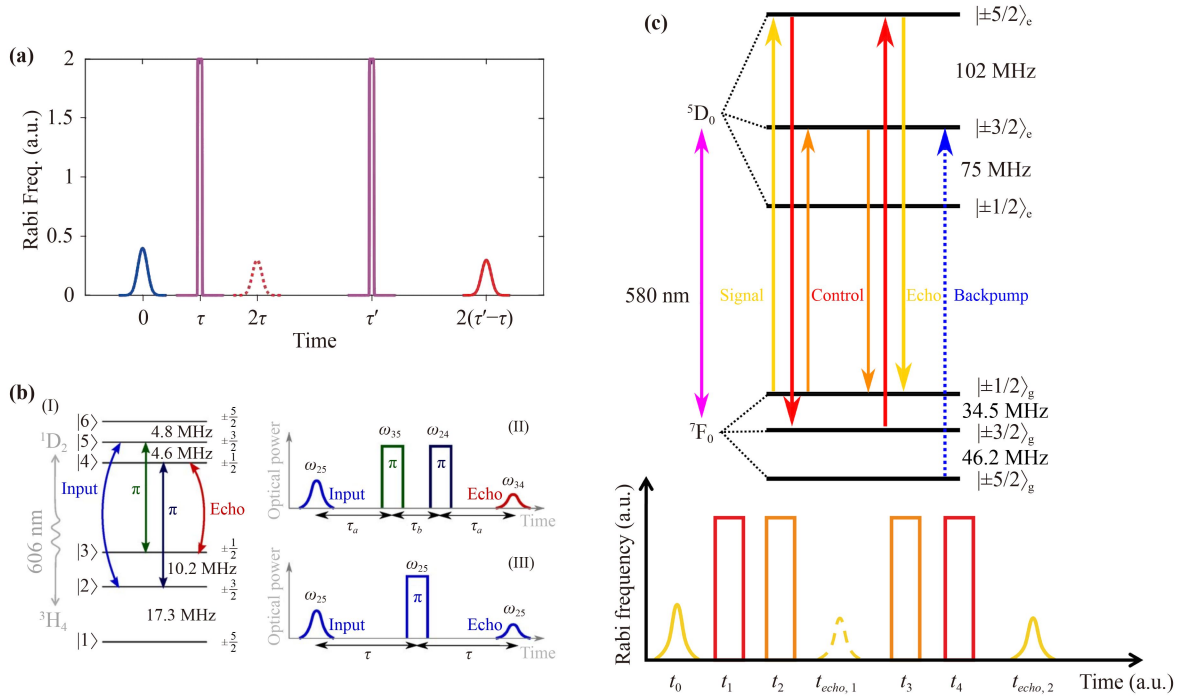 (a)
Rabi Freq. (a.u.)
2
1.5
1
0.5
0
0 τ 2τ τ′ 2(τ′−τ)
Time
(b)
(I)
|6⟩ ±5/2
4.8 MHz
¹D₂ |5⟩ ±3/2
4.6 MHz
|4⟩ ±1/2
Input π π Echo
606 nm
|3⟩ ±1/2
10.2 MHz
|2⟩ ±3/2
³H₄
17.3 MHz
|1⟩ ±5/2
(II)
Optical power
ω₂₅ ω₃₅ ω₂₄ ω₃₄
π π
Input Echo
Time
τₐ τ_b τₐ
(III)
Optical power
ω₂₅ ω₂₅ ω₂₅
π
Input Echo
Time
τ τ
(c)
|±5/2⟩ₑ
102 MHz
⁵D₀
|±3/2⟩ₑ
75 MHz
|±1/2⟩ₑ
580 nm
Signal Control Echo Backpump
|±1/2⟩g
34.5 MHz
⁷F₀
|±3/2⟩g
46.2 MHz
|±5/2⟩g
Rabi frequency (a.u.)
t₀ t₁ t₂ t_echo, 1 t₃ t₄ t_echo, 2
Time (a.u.)